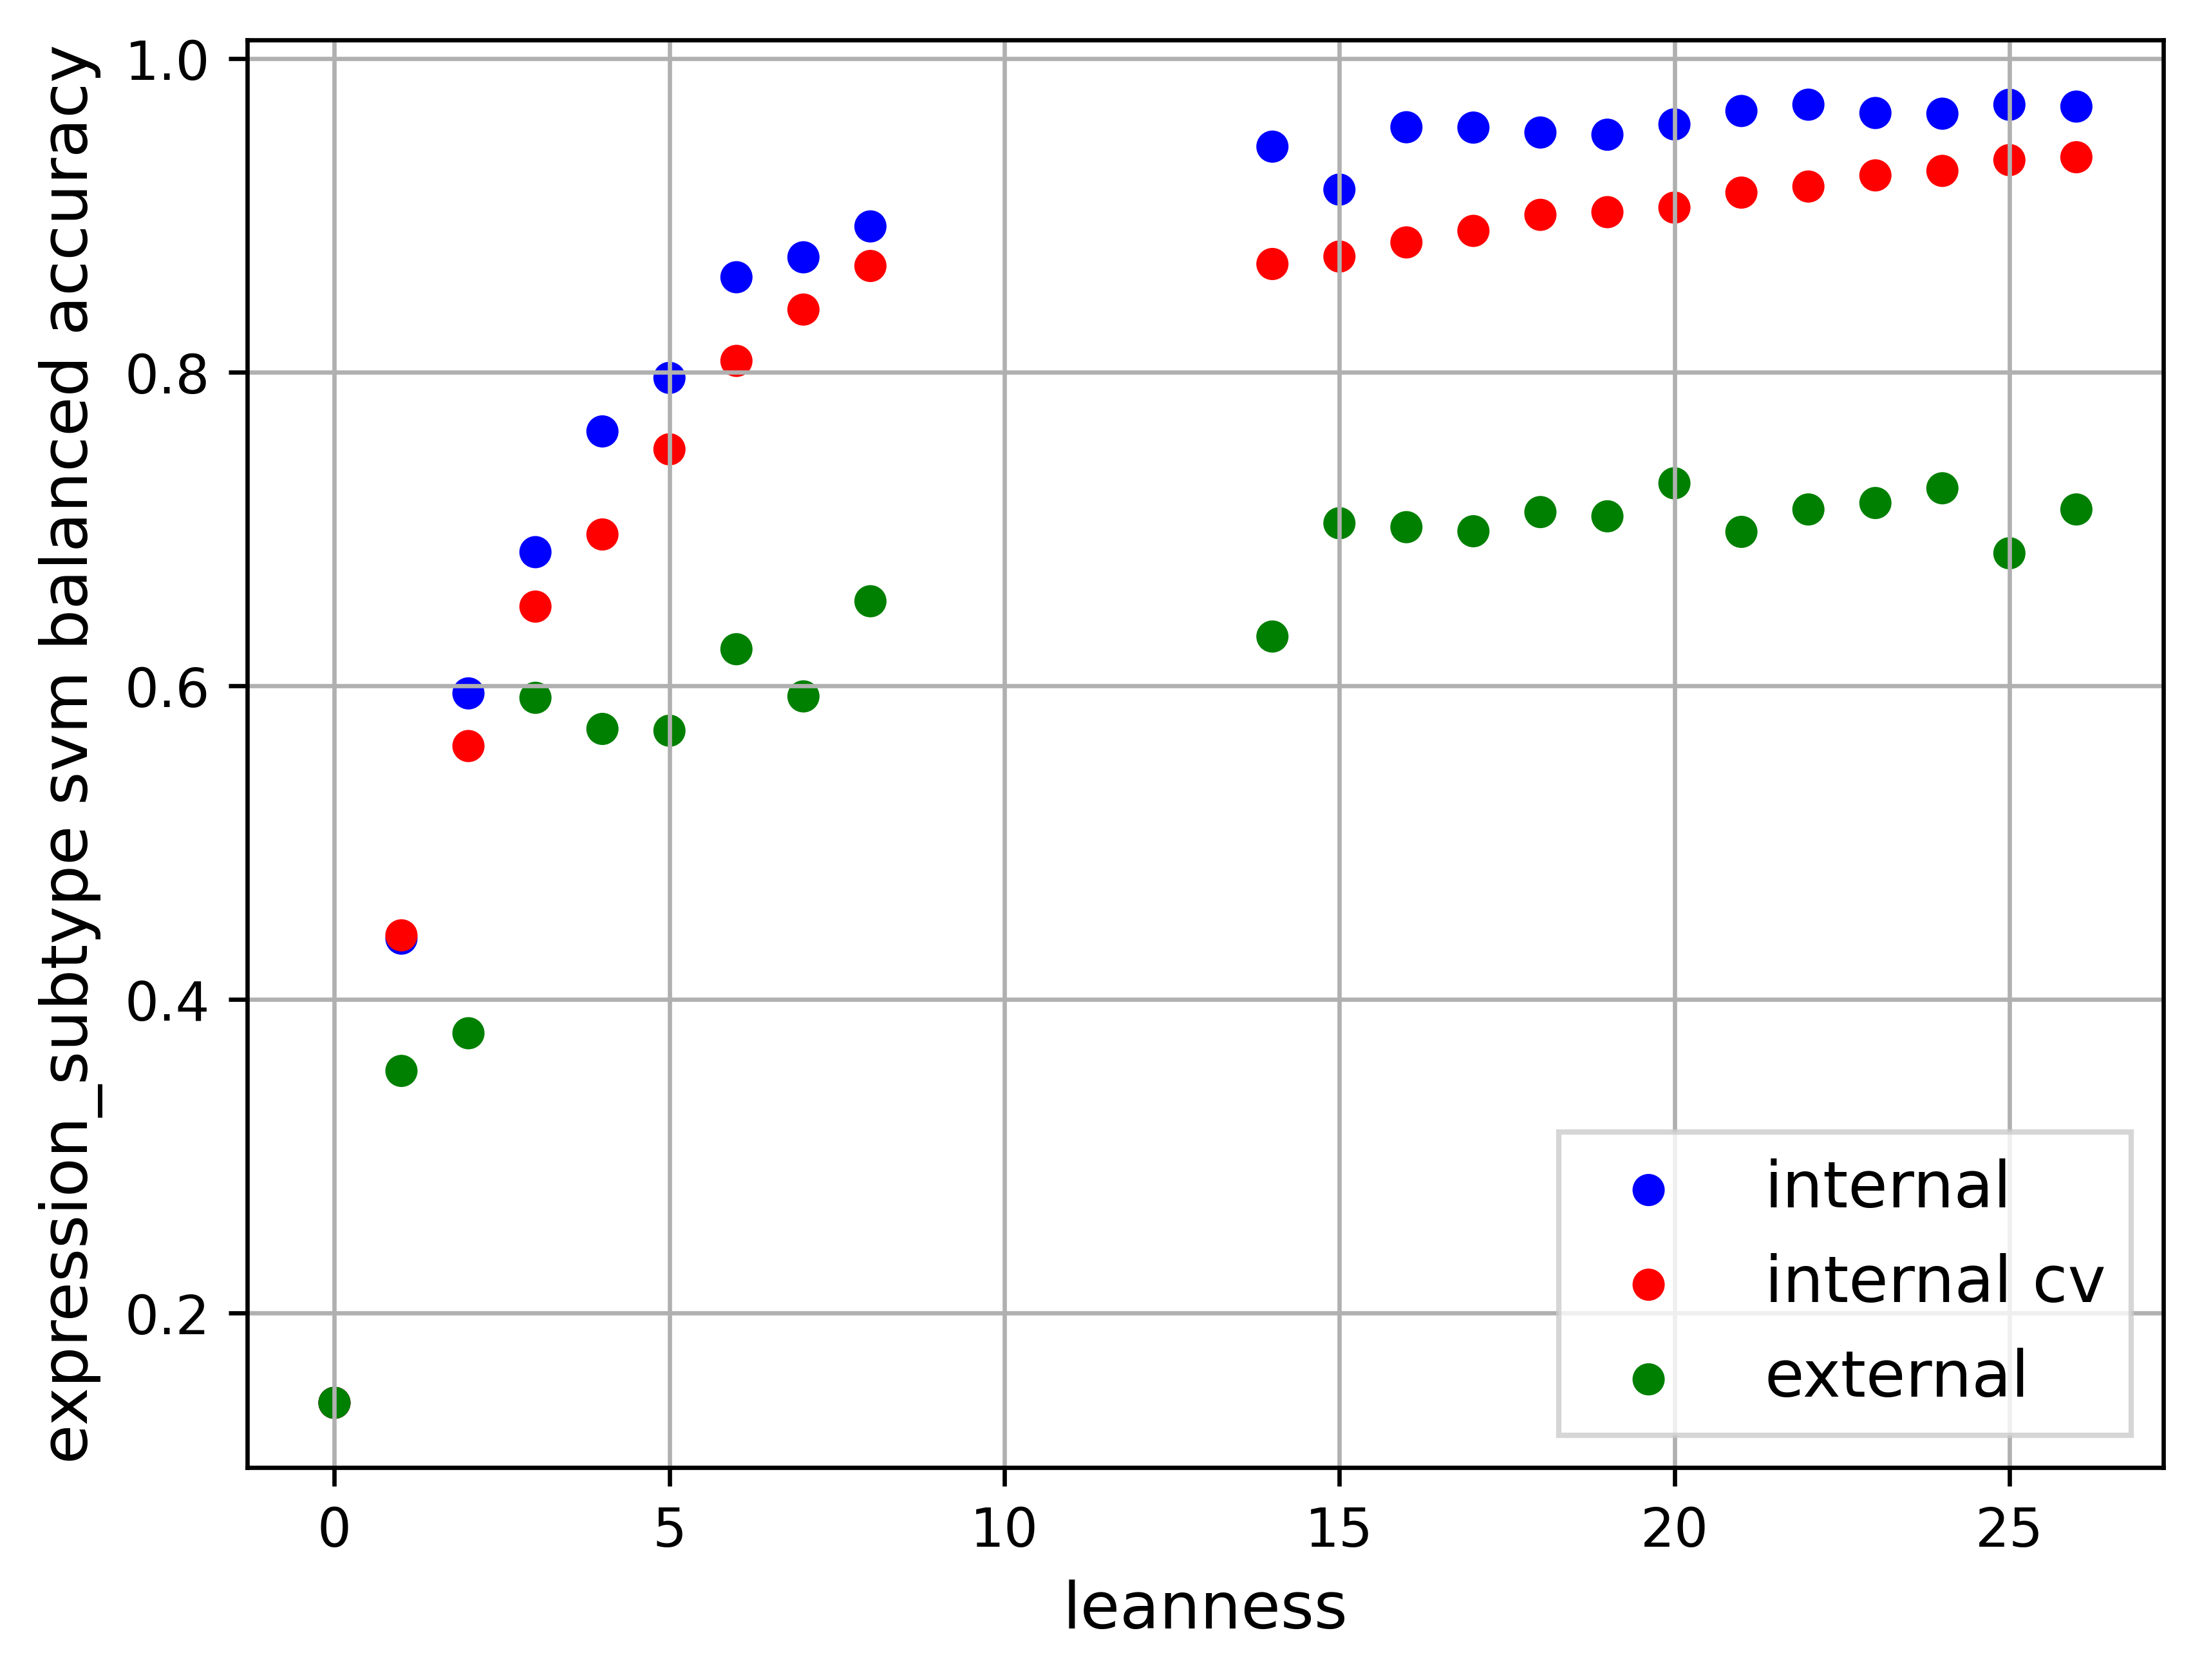 expression_subtype svm balanced accuracy
1.0
0.8
0.6
0.4
0.2
0
5
10
15
20
25
leanness
internal
internal cv
external